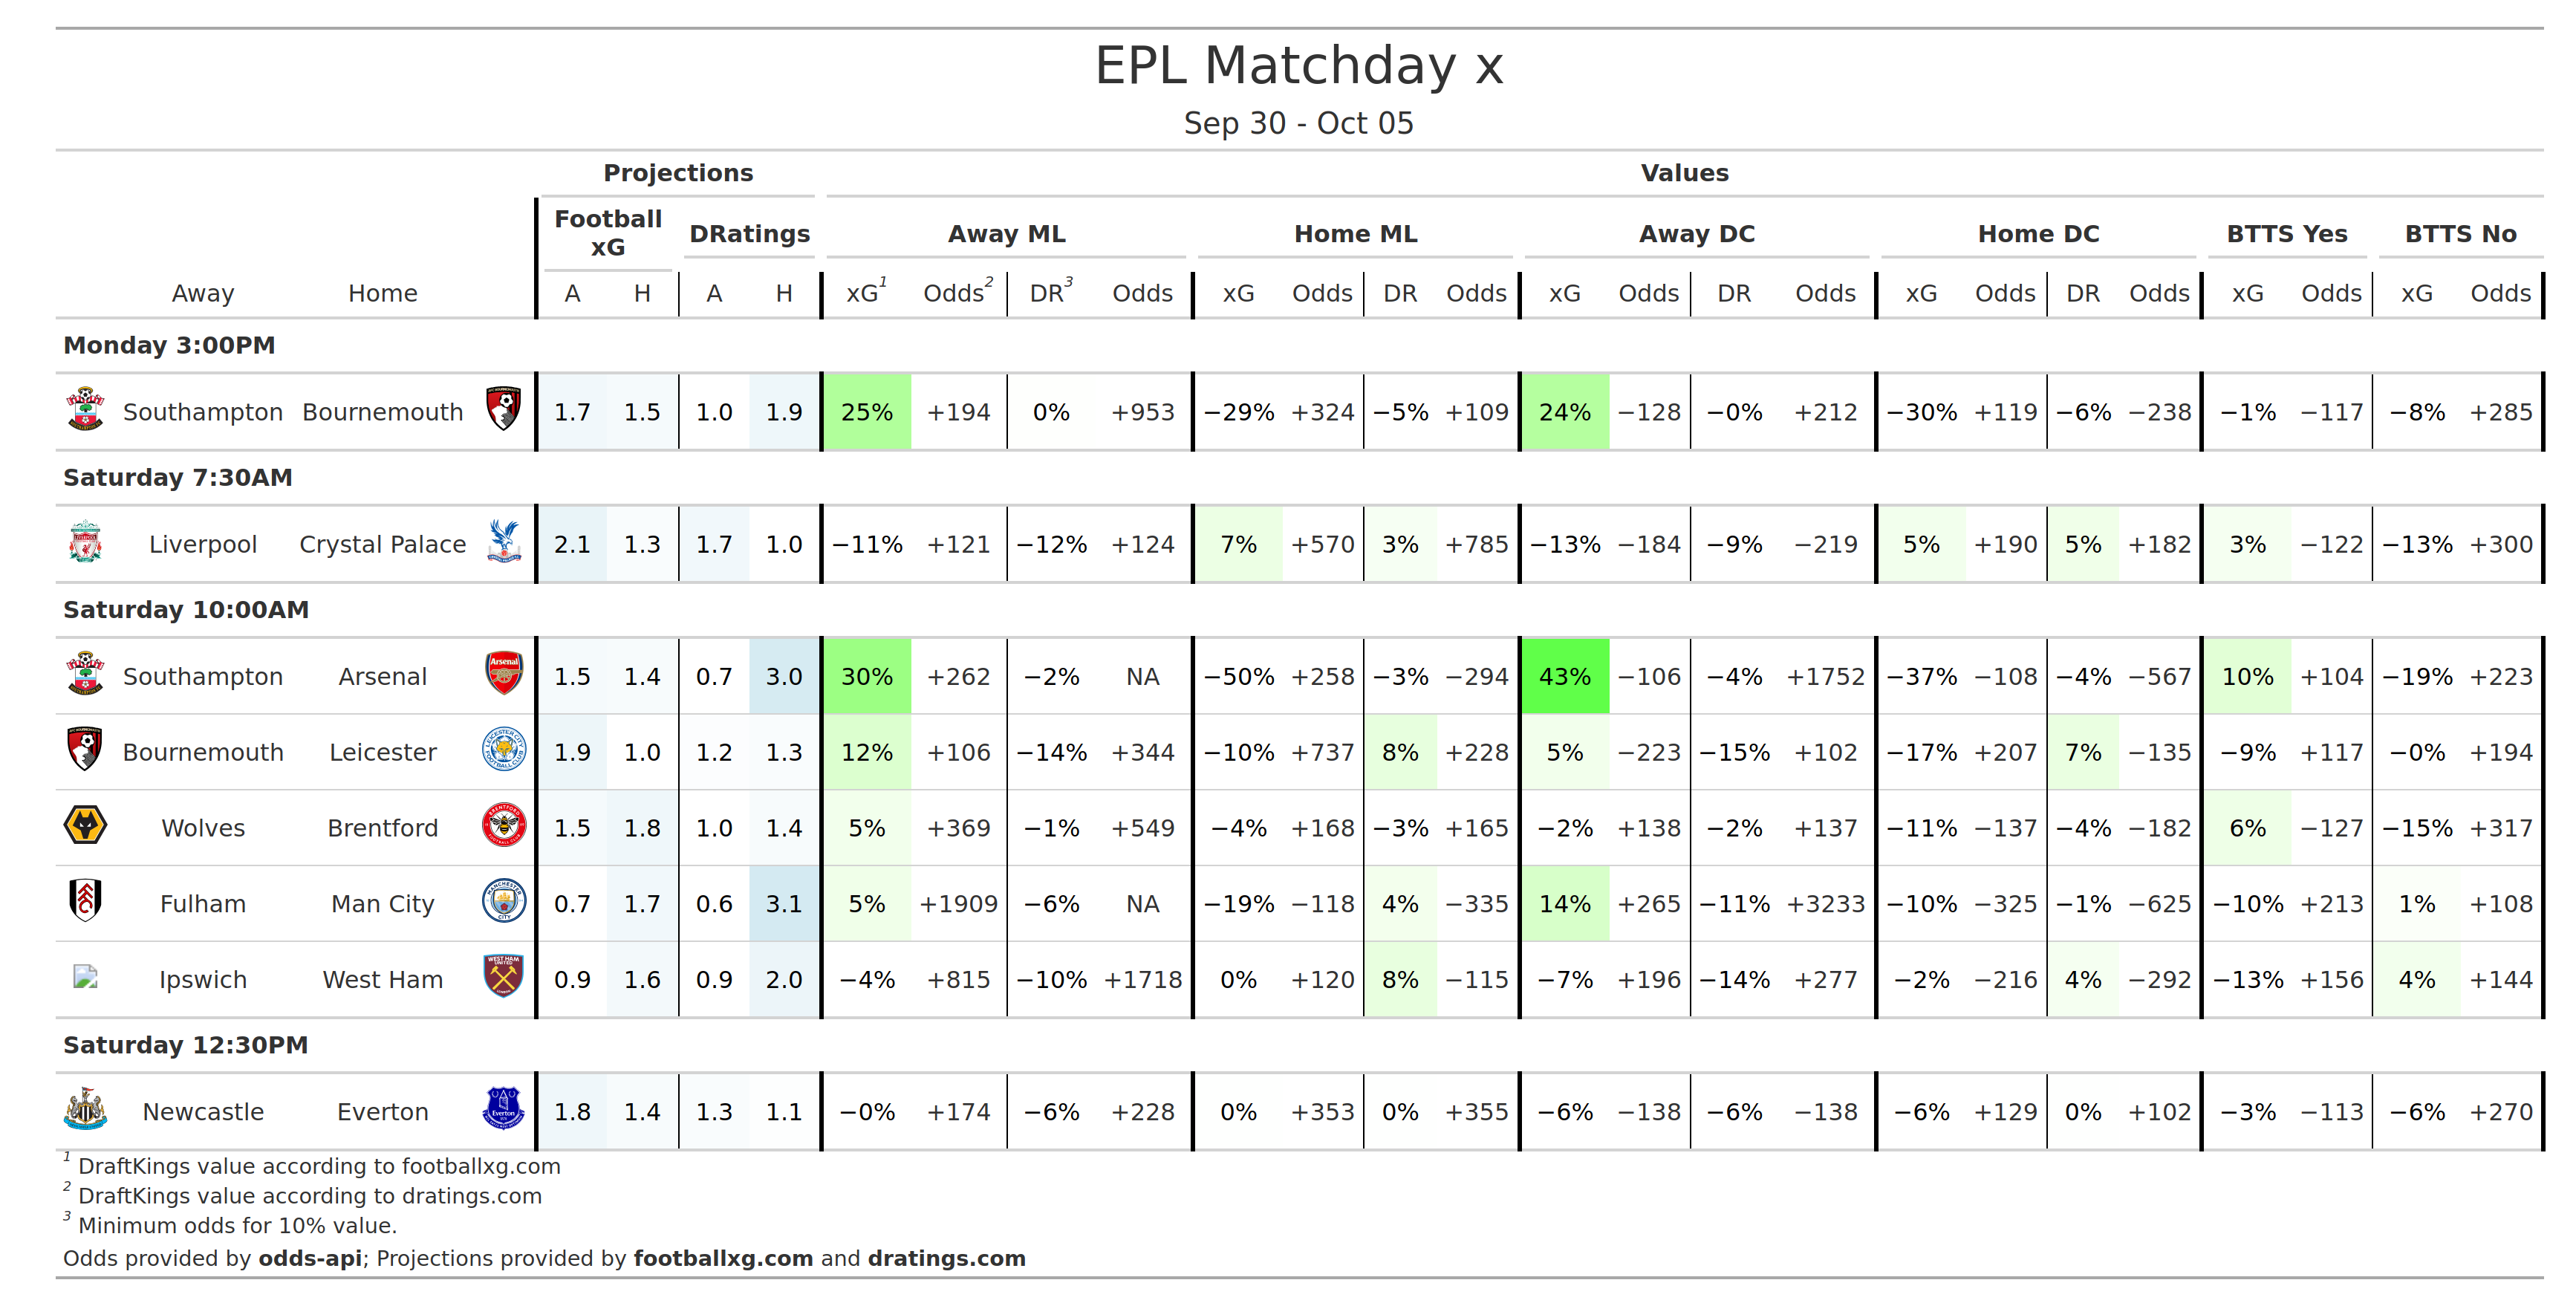 EPL Matchday x
Sep 30 - Oct 05
Projections Values
Football xG DRatings Away ML Home ML Away DC Home DC BTTS Yes BTTS No
Away Home A H A H xG1 Odds2 DR3 Odds xG Odds DR Odds xG Odds DR Odds xG Odds DR Odds xG Odds xG Odds
Monday 3:00PM
Southampton Bournemouth 1.7 1.5 1.0 1.9 25% +194 0% +953 −29% +324 −5% +109 24% −128 −0% +212 −30% +119 −6% −238 −1% −117 −8% +285
Saturday 7:30AM
Liverpool Crystal Palace 2.1 1.3 1.7 1.0 −11% +121 −12% +124 7% +570 3% +785 −13% −184 −9% −219 5% +190 5% +182 3% −122 −13% +300
Saturday 10:00AM
Southampton Arsenal 1.5 1.4 0.7 3.0 30% +262 −2% NA −50% +258 −3% −294 43% −106 −4% +1752 −37% −108 −4% −567 10% +104 −19% +223
Bournemouth Leicester 1.9 1.0 1.2 1.3 12% +106 −14% +344 −10% +737 8% +228 5% −223 −15% +102 −17% +207 7% −135 −9% +117 −0% +194
Wolves Brentford 1.5 1.8 1.0 1.4 5% +369 −1% +549 −4% +168 −3% +165 −2% +138 −2% +137 −11% −137 −4% −182 6% −127 −15% +317
Fulham Man City 0.7 1.7 0.6 3.1 5% +1909 −6% NA −19% −118 4% −335 14% +265 −11% +3233 −10% −325 −1% −625 −10% +213 1% +108
Ipswich West Ham 0.9 1.6 0.9 2.0 −4% +815 −10% +1718 0% +120 8% −115 −7% +196 −14% +277 −2% −216 4% −292 −13% +156 4% +144
Saturday 12:30PM
Newcastle Everton 1.8 1.4 1.3 1.1 −0% +174 −6% +228 0% +353 0% +355 −6% −138 −6% −138 −6% +129 0% +102 −3% −113 −6% +270
1 DraftKings value according to footballxg.com
2 DraftKings value according to dratings.com
3 Minimum odds for 10% value.
Odds provided by odds-api; Projections provided by footballxg.com and dratings.com